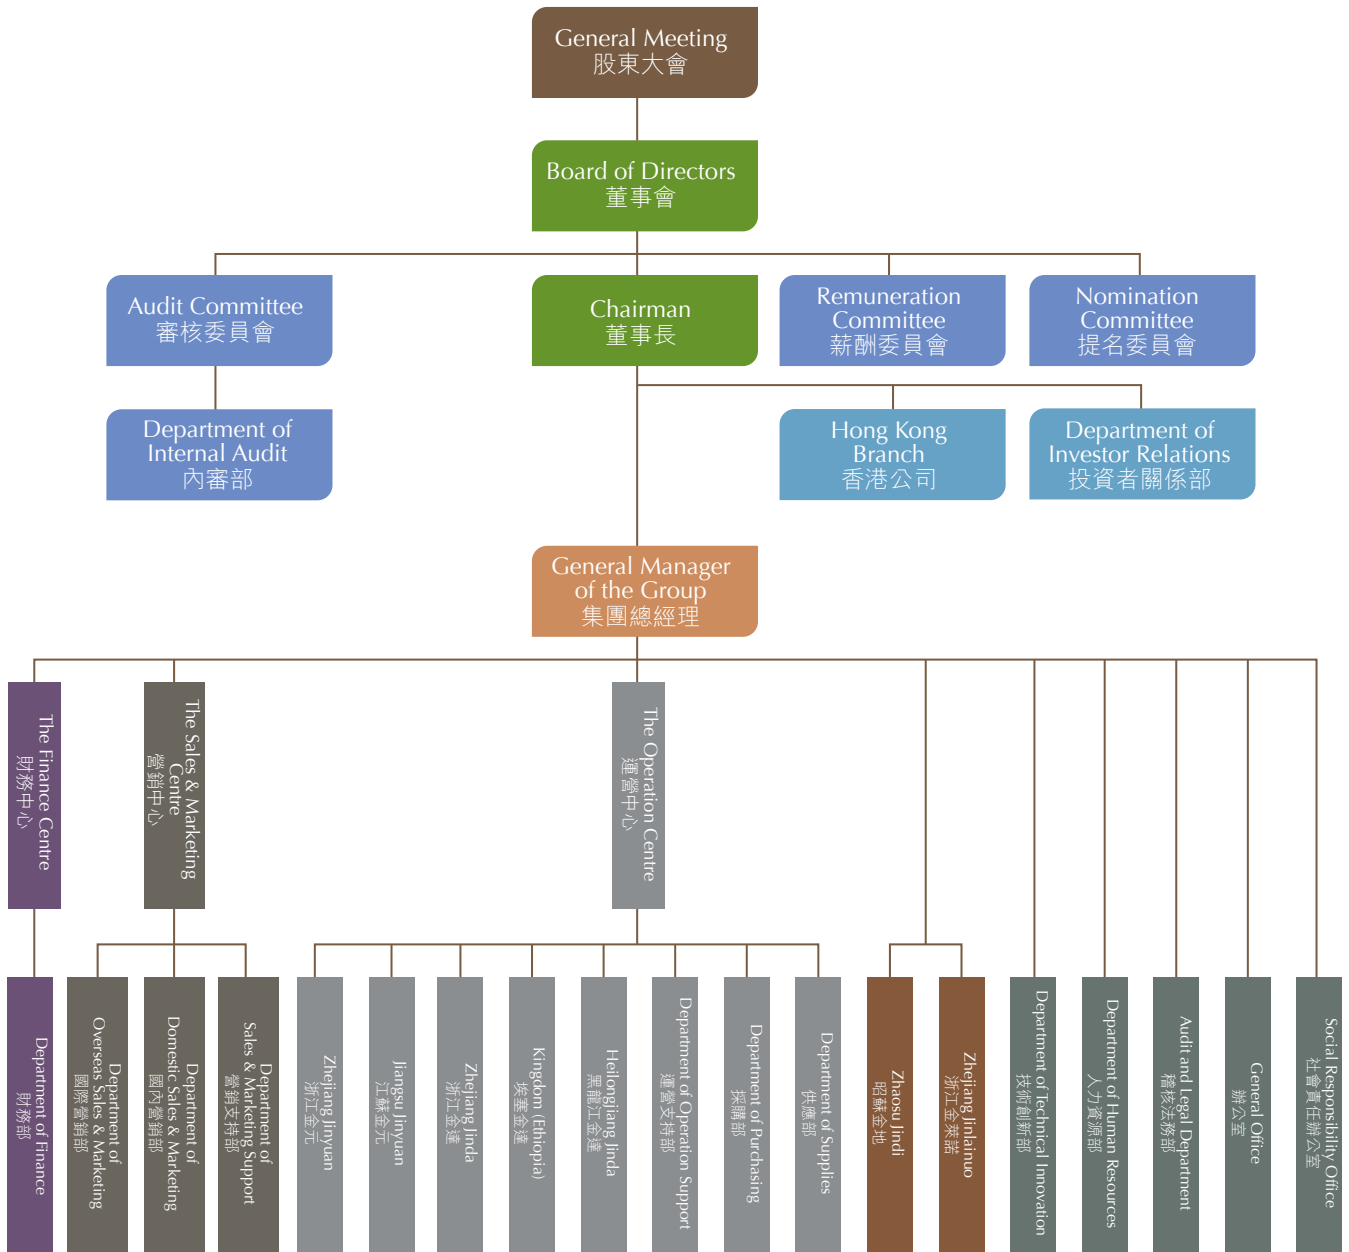 General Meeting
股東大會
Board of Directors
董事會
Audit Committee
審核委員會
Chairman
董事長
Remuneration
Committee
薪酬委員會
Nomination
Committee
提名委員會
Department of
Internal Audit
內審部
Hong Kong
Branch
香港公司
Department of
Investor Relations
投資者關係部
General Manager
of the Group
集團總經理
The Finance Centre
財務中心
The Sales & Marketing
Centre
營銷中心
The Operation Centre
運營中心
Department of Finance
財務部
Department of
Overseas Sales & Marketing
國際營銷部
Department of
Domestic Sales & Marketing
國內營銷部
Department of
Sales & Marketing Support
營銷支持部
Zhejiang Jinyuan
浙江金元
Jiangsu Jinyuan
江蘇金元
Zhejiang Jinda
浙江金達
Kingdom (Ethiopia)
埃塞金達
Heilongjiang Jinda
黑龍江金達
Department of Operation Support
運營支持部
Department of Purchasing
採購部
Department of Supplies
供應部
Zhaosu Jindi
昭蘇金地
Zhejiang Jinlainuo
浙江金萊諾
Department of Technical Innovation
技術創新部
Department of Human Resources
人力資源部
Audit and Legal Department
稽核法務部
General Office
辦公室
Social Responsibility Office
社會責任辦公室